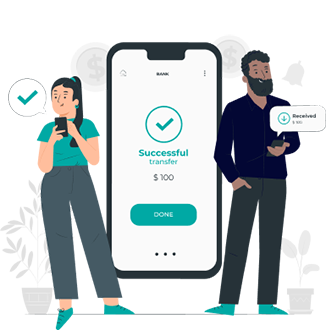 BANK
Successful
transfer
$ 100
DONE
Received
$ 100